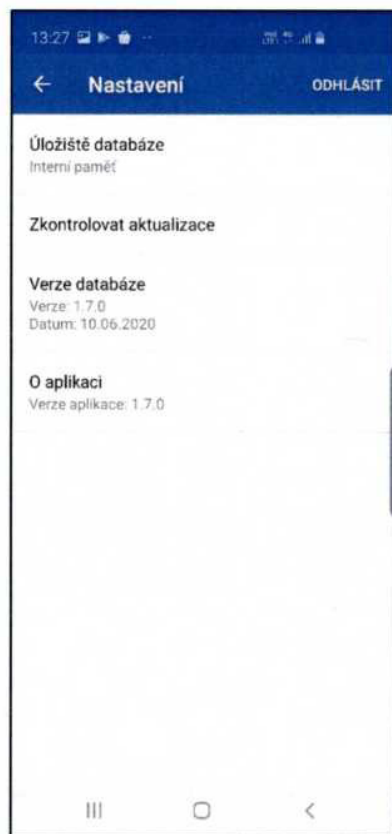 13:27
Nastavení
ODHLÁSIT
Úložiště databáze
Interní paměť
Zkontrolovat aktualizace
Verze databáze
Verze: 1.7.0
Datum: 10.06.2020
O aplikaci
Verze aplikace: 1.7.0